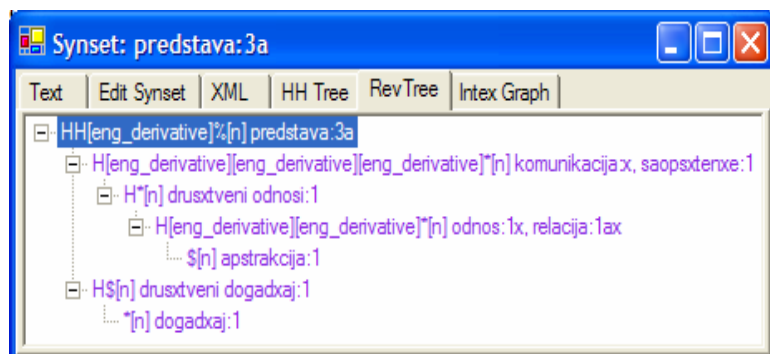 Synset: predstava:3a
Text Edit Synset XML HH Tree RevTree Intex Graph
HH[eng_derivative]%[n] predstava:3a
H[eng_derivative][eng_derivative][eng_derivative]*[n] komunikacija:x, saopsxtenxe:1
H*[n] drusxtveni odnosi:1
H[eng_derivative][eng_derivative]*[n] odnos:1x, relacija:1ax
$[n] apstrakcija:1
H$[n] drusxtveni dogadxaj:1
*[n] dogadxaj:1